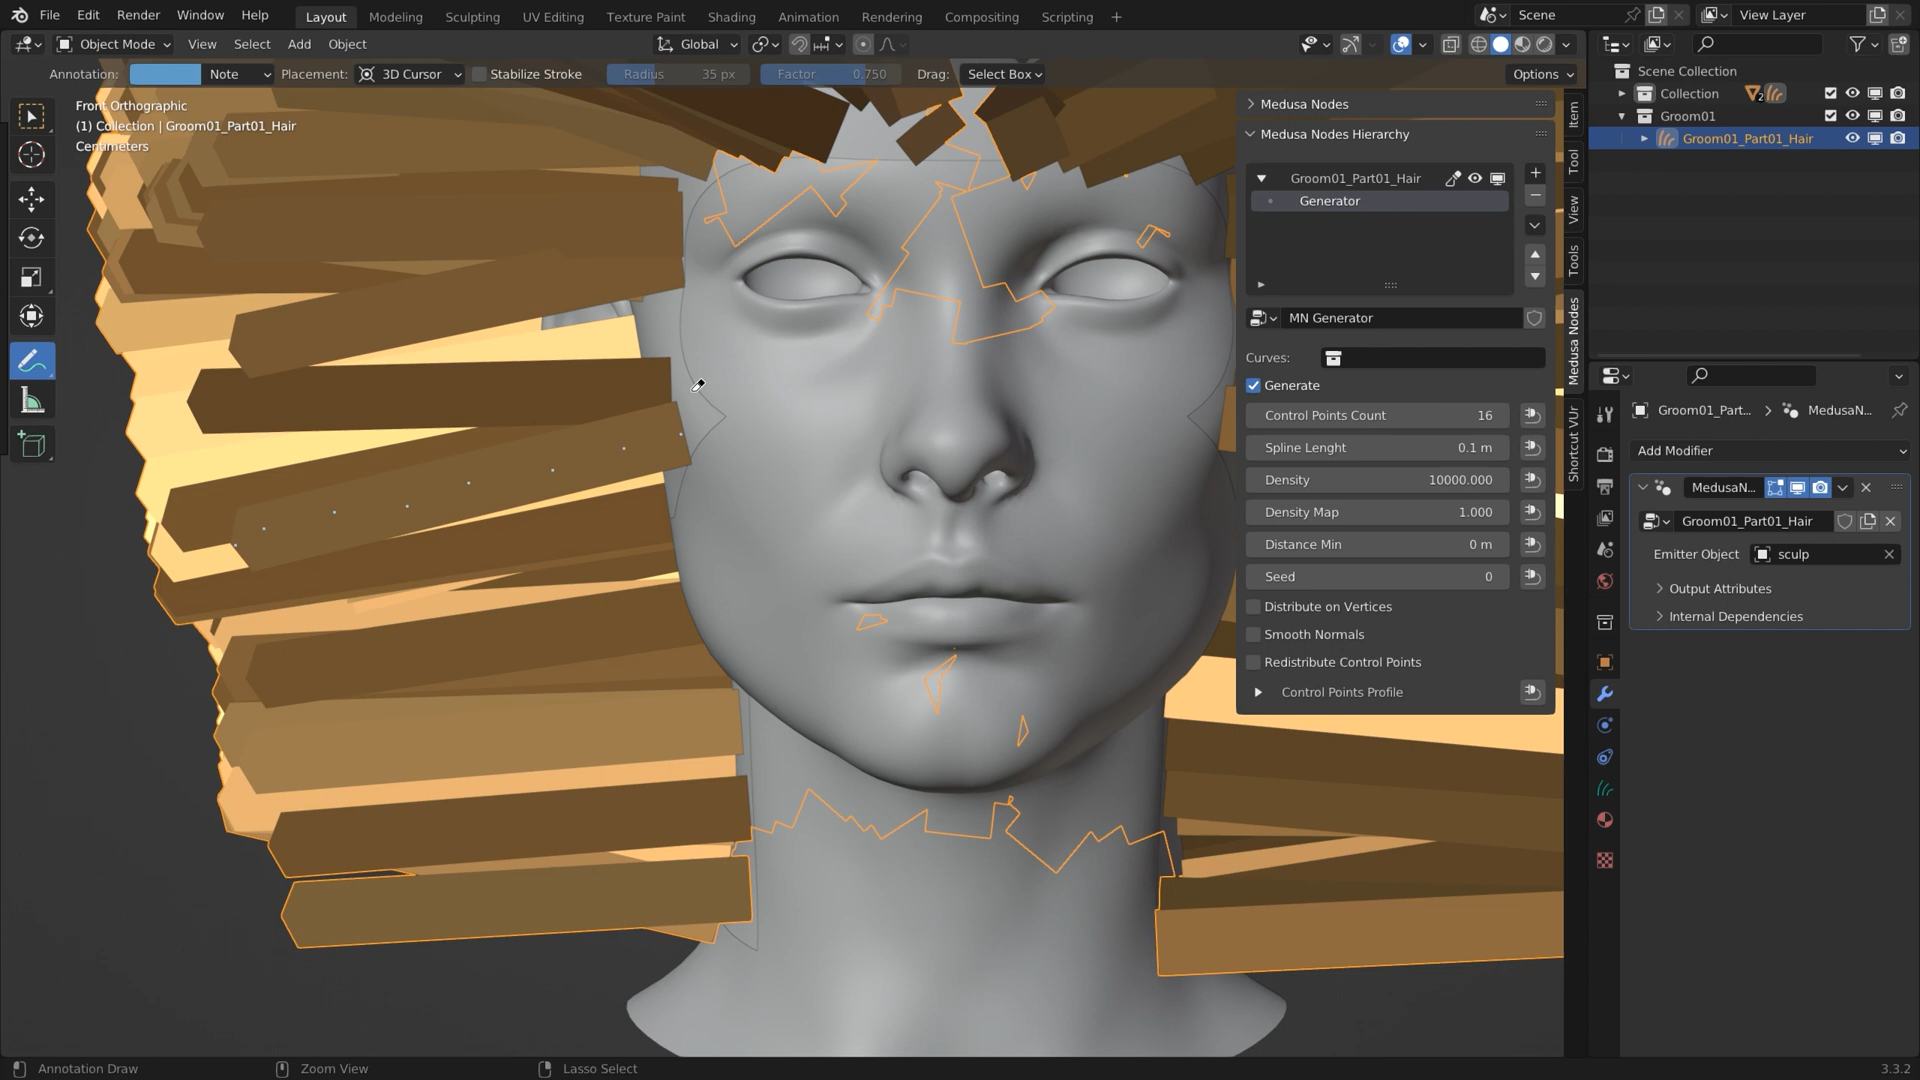 File Edit Render Window Help Layout Modeling Sculpting UV Editing Texture Paint Shading Animation Rendering Compositing Scripting + Scene View Layer
Object Mode View Select Add Object Global
Annotation: Note Placement: 3D Cursor Stabilize Stroke Radius 35 px Factor 0.750 Drag: Select Box Options
Front Orthographic
(1) Collection | Groom01_Part01_Hair
Centimeters
Medusa Nodes
Medusa Nodes Hierarchy
Groom01_Part01_Hair
Generator
MN Generator
Curves:
Generate
Control Points Count 16
Spline Lenght 0.1 m
Density 10000.000
Density Map 1.000
Distance Min 0 m
Seed 0
Distribute on Vertices
Smooth Normals
Redistribute Control Points
Control Points Profile
Item
Tool
View
Tools
Medusa Nodes
Shortcut VUr
Scene Collection
Collection 2
Groom01
Groom01_Part01_Hair
Groom01_Part... MedusaN...
Add Modifier
MedusaN...
Groom01_Part01_Hair
Emitter Object sculp
Output Attributes
Internal Dependencies
Annotation Draw Zoom View Lasso Select 3.3.2